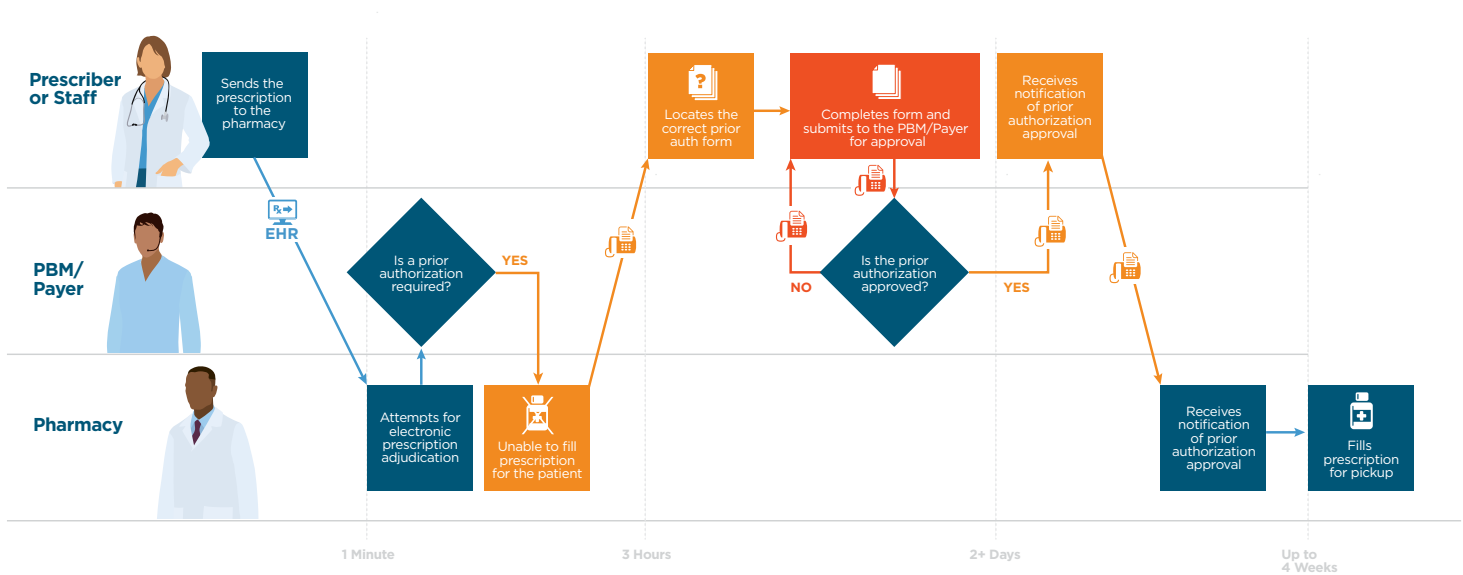 Prescriber
or Staff
Sends the
prescription
to the
pharmacy
?
Locates the
correct prior
auth form
Completes form and
submits to the PBM/Payer
for approval
Receives
notification
of prior
authorization
approval
Rx
EHR
PBM/
Payer
Is a prior
authorization
required?
YES
NO
Is the prior
authorization
approved?
YES
Pharmacy
Attempts for
electronic
prescription
adjudication
Unable to fill
prescription
for the patient
Receives
notification
of prior
authorization
approval
Fills
prescription
for pickup
1 Minute
3 Hours
2+ Days
Up to
4 Weeks